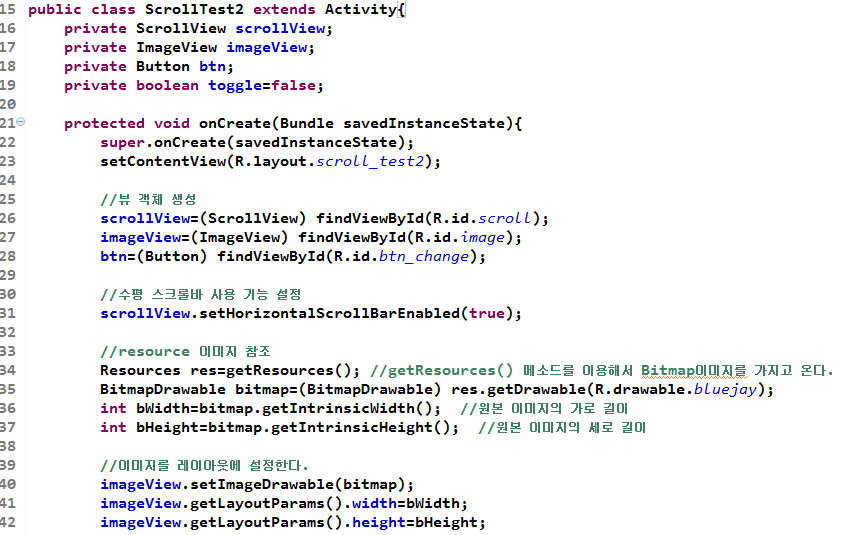 15 public class ScrollTest2 extends Activity{
16 private ScrollView scrollView;
17 private ImageView imageView;
18 private Button btn;
19 private boolean toggle=false;
20
21 protected void onCreate(Bundle savedInstanceState){
22 super.onCreate(savedInstanceState);
23 setContentView(R.layout.scroll_test2);
24
25 //뷰 객체 생성
26 scrollView=(ScrollView) findViewById(R.id.scroll);
27 imageView=(ImageView) findViewById(R.id.image);
28 btn=(Button) findViewById(R.id.btn_change);
29
30 //수평 스크롤바 사용 기능 설정
31 scrollView.setHorizontalScrollBarEnabled(true);
32
33 //resource 이미지 참조
34 Resources res=getResources(); //getResources() 메소드를 이용해서 Bitmap이미지를 가지고 온다.
35 BitmapDrawable bitmap=(BitmapDrawable) res.getDrawable(R.drawable.bluejay);
36 int bWidth=bitmap.getIntrinsicWidth(); //원본 이미지의 가로 길이
37 int bHeight=bitmap.getIntrinsicHeight(); //원본 이미지의 세로 길이
38
39 //이미지를 레이아웃에 설정한다.
40 imageView.setImageDrawable(bitmap);
41 imageView.getLayoutParams().width=bWidth;
42 imageView.getLayoutParams().height=bHeight;